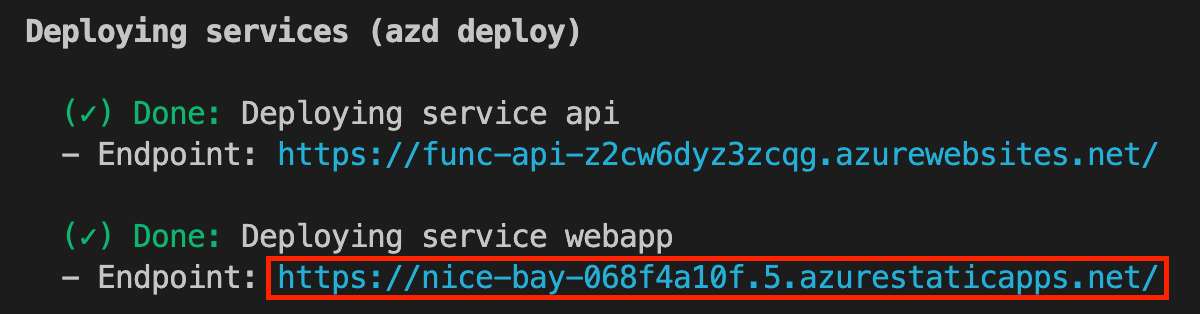 Deploying services (azd deploy)
(✓) Done: Deploying service api
- Endpoint: https://func-api-z2cw6dyz3zcqg.azurewebsites.net/
(✓) Done: Deploying service webapp
- Endpoint: https://nice-bay-068f4a10f.5.azurestaticapps.net/